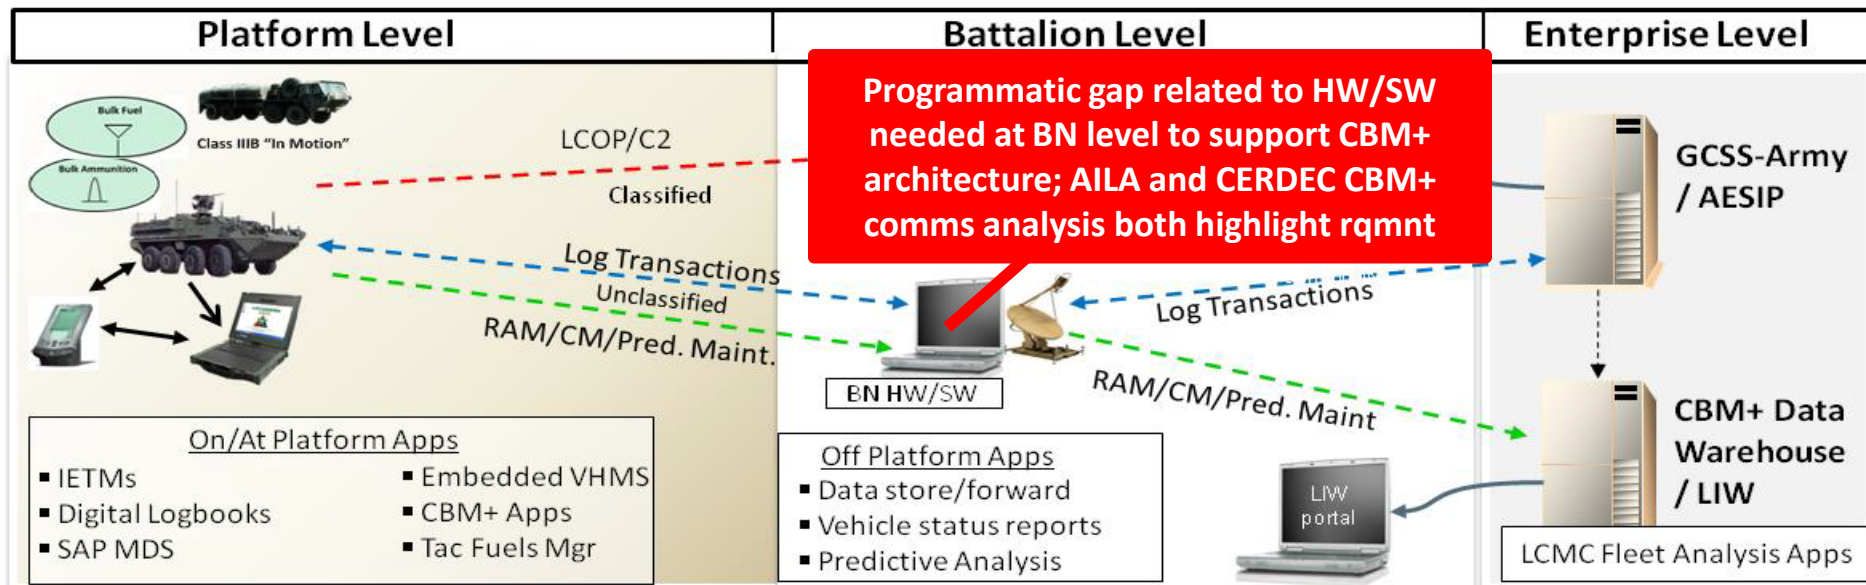 Platform Level
Battalion Level
Enterprise Level
Bulk Fuel
Class IIIB "In Motion"
Bulk Ammunition
LCOP/C2
Classified
Log Transactions
Unclassified
RAM/CM/Pred. Maint.
Programmatic gap related to HW/SW
needed at BN level to support CBM+
architecture; AILA and CERDEC CBM+
comms analysis both highlight rqmnt
BN HW/SW
Log Transactions
RAM/CM/Pred. Maint
GCSS-Army
/ AESIP
CBM+ Data
Warehouse
/ LIW
On/At Platform Apps
▪ IETMs
▪ Digital Logbooks
▪ SAP MDS
▪ Embedded VHMS
▪ CBM+ Apps
▪ Tac Fuels Mgr
Off Platform Apps
▪ Data store/forward
▪ Vehicle status reports
▪ Predictive Analysis
LIW
portal
LCMC Fleet Analysis Apps